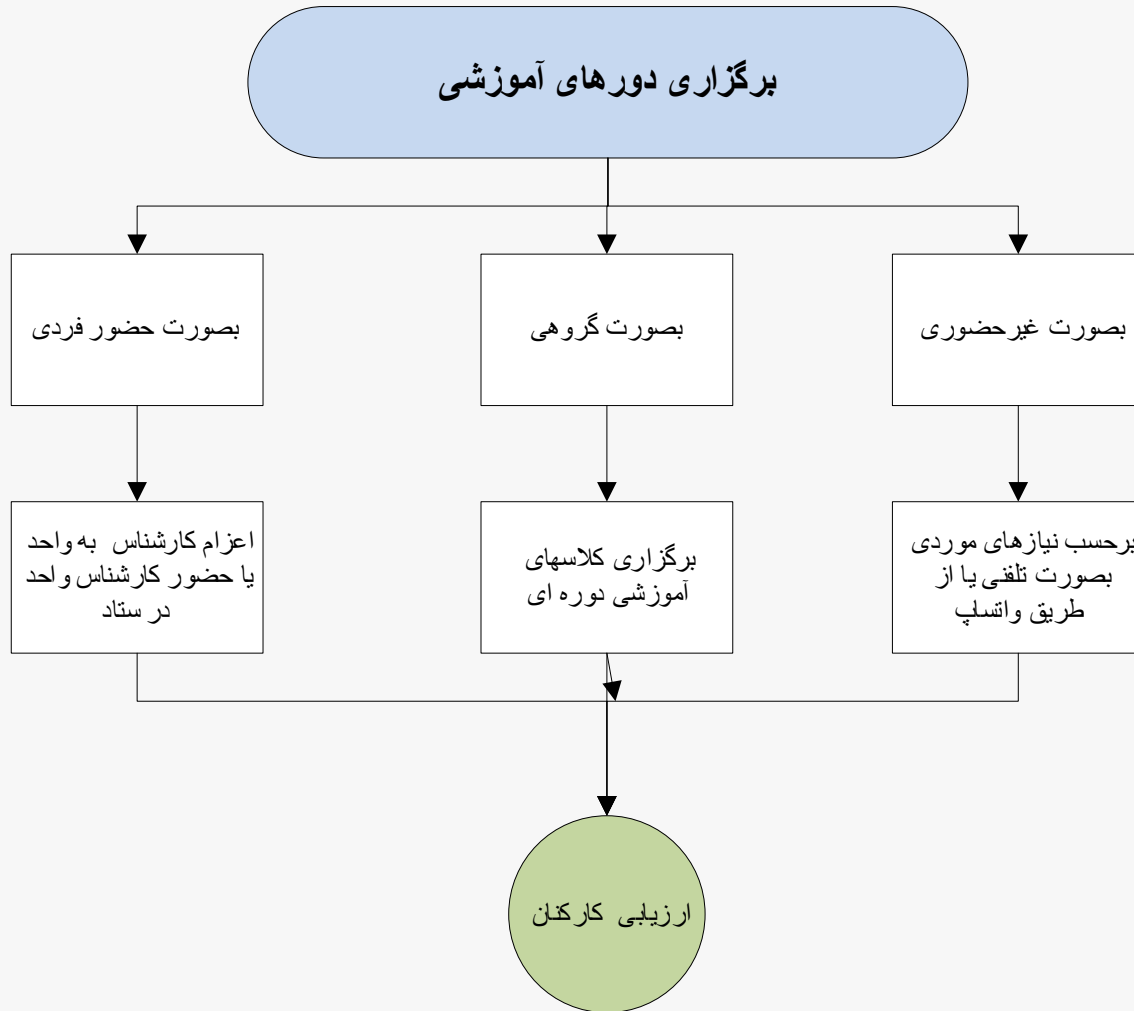 برگزاری دورهای آموزشی
بصورت غیرحضوری
بصورت گروهی
بصورت حضور فردی
برحسب نیازهای موردی
بصورت تلفنی یا از
طریق واتساپ
برگزاری کلاسهای
آموزشی دوره ای
اعزام کارشناس به واحد
یا حضور کارشناس واحد
در ستاد
ارزیابی کارکنان